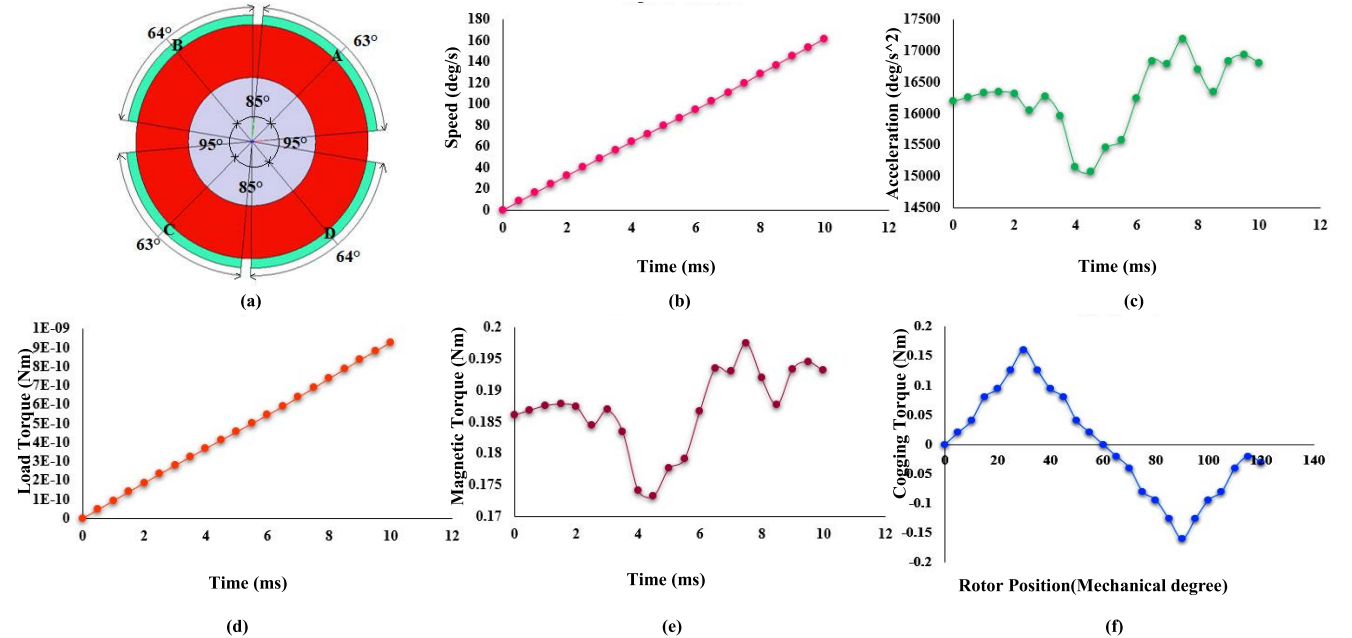 64°
B
63°
A
85°
95°
95°
85°
C
63°
D
64°
(a)
180
160
140
120
100
80
60
40
20
0
Speed (deg/s)
0 2 4 6 8 10 12
Time (ms)
(b)
17500
17000
16500
16000
15500
15000
14500
Acceleration (deg/s^2)
0 2 4 6 8 10 12
Time (ms)
(c)
1E-09
9E-10
8E-10
7E-10
6E-10
5E-10
4E-10
3E-10
2E-10
1E-10
0
Load Torque (Nm)
0 2 4 6 8 10 12
Time (ms)
(d)
0.2
0.195
0.19
0.185
0.18
0.175
0.17
Magnetic Torque (Nm)
0 2 4 6 8 10 12
Time (ms)
(e)
0.2
0.15
0.1
0.05
0
-0.05
-0.1
-0.15
-0.2
Cogging Torque (Nm)
0 20 40 60 80 100 120 140
Rotor Position(Mechanical degree)
(f)